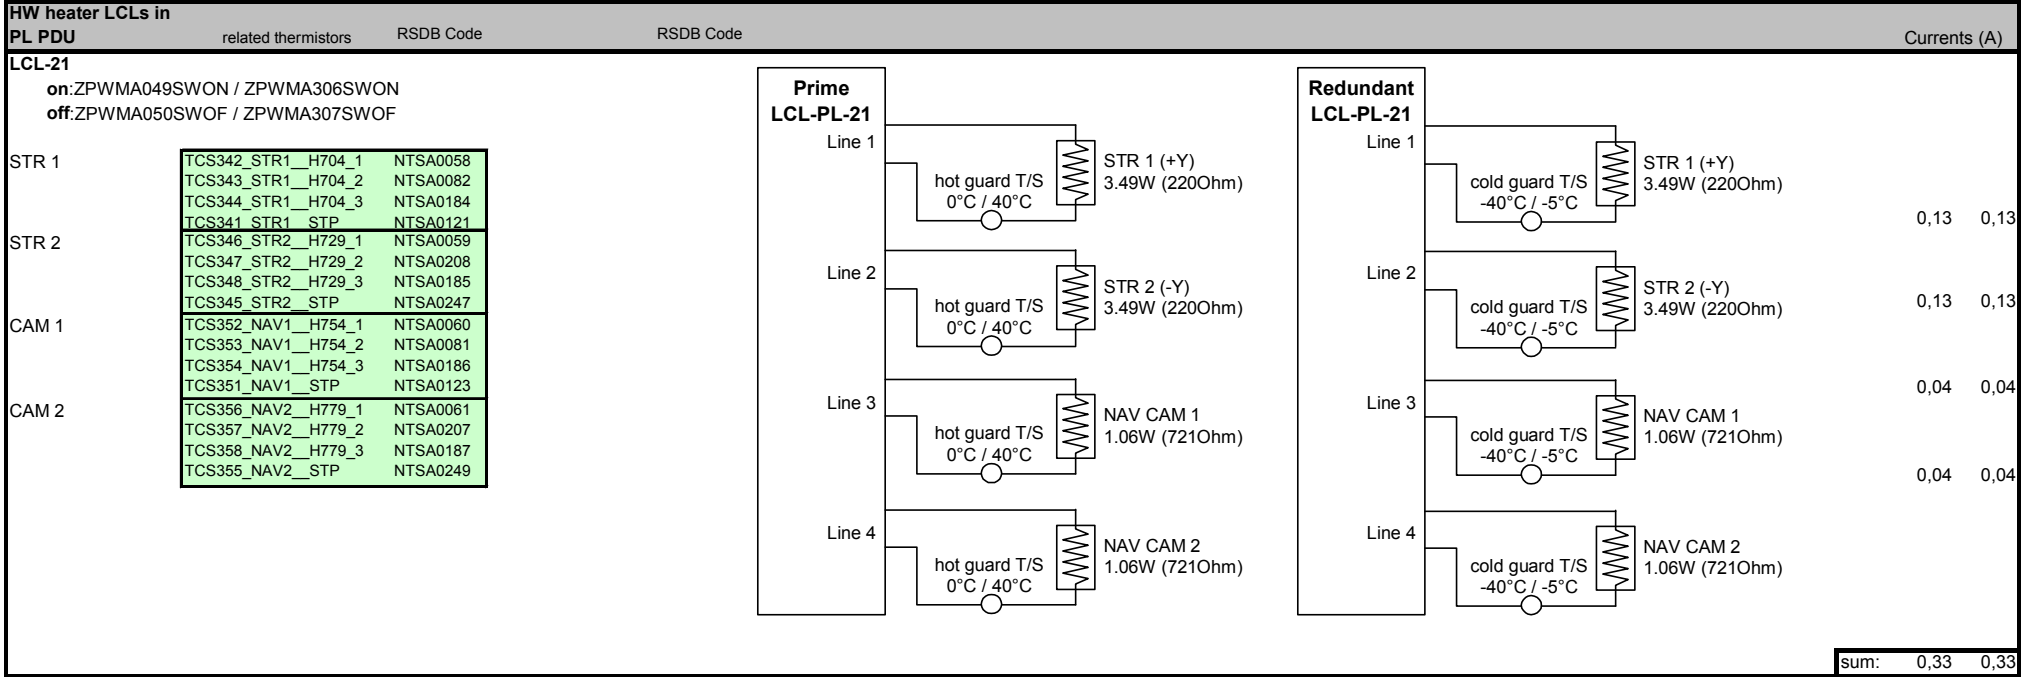 HW heater LCLs in
PL PDU related thermistors RSDB Code RSDB Code Currents (A)
LCL-21
on:ZPWMA049SWON / ZPWMA306SWON
off:ZPWMA050SWOF / ZPWMA307SWOF
STR 1
TCS342_STR1__H704_1 NTSA0058
TCS343_STR1__H704_2 NTSA0082
TCS344_STR1__H704_3 NTSA0184
TCS341_STR1__STP NTSA0121
STR 2
TCS346_STR2__H729_1 NTSA0059
TCS347_STR2__H729_2 NTSA0208
TCS348_STR2__H729_3 NTSA0185
TCS345_STR2__STP NTSA0247
CAM 1
TCS352_NAV1__H754_1 NTSA0060
TCS353_NAV1__H754_2 NTSA0081
TCS354_NAV1__H754_3 NTSA0186
TCS351_NAV1__STP NTSA0123
CAM 2
TCS356_NAV2__H779_1 NTSA0061
TCS357_NAV2__H779_2 NTSA0207
TCS358_NAV2__H779_3 NTSA0187
TCS355_NAV2__STP NTSA0249
Prime
LCL-PL-21
Line 1
hot guard T/S
0°C / 40°C
STR 1 (+Y)
3.49W (220Ohm)
Line 2
hot guard T/S
0°C / 40°C
STR 2 (-Y)
3.49W (220Ohm)
Line 3
hot guard T/S
0°C / 40°C
NAV CAM 1
1.06W (721Ohm)
Line 4
hot guard T/S
0°C / 40°C
NAV CAM 2
1.06W (721Ohm)
Redundant
LCL-PL-21
Line 1
cold guard T/S
-40°C / -5°C
STR 1 (+Y)
3.49W (220Ohm)
Line 2
cold guard T/S
-40°C / -5°C
STR 2 (-Y)
3.49W (220Ohm)
Line 3
cold guard T/S
-40°C / -5°C
NAV CAM 1
1.06W (721Ohm)
Line 4
cold guard T/S
-40°C / -5°C
NAV CAM 2
1.06W (721Ohm)
0,13 0,13
0,13 0,13
0,04 0,04
0,04 0,04
sum: 0,33 0,33